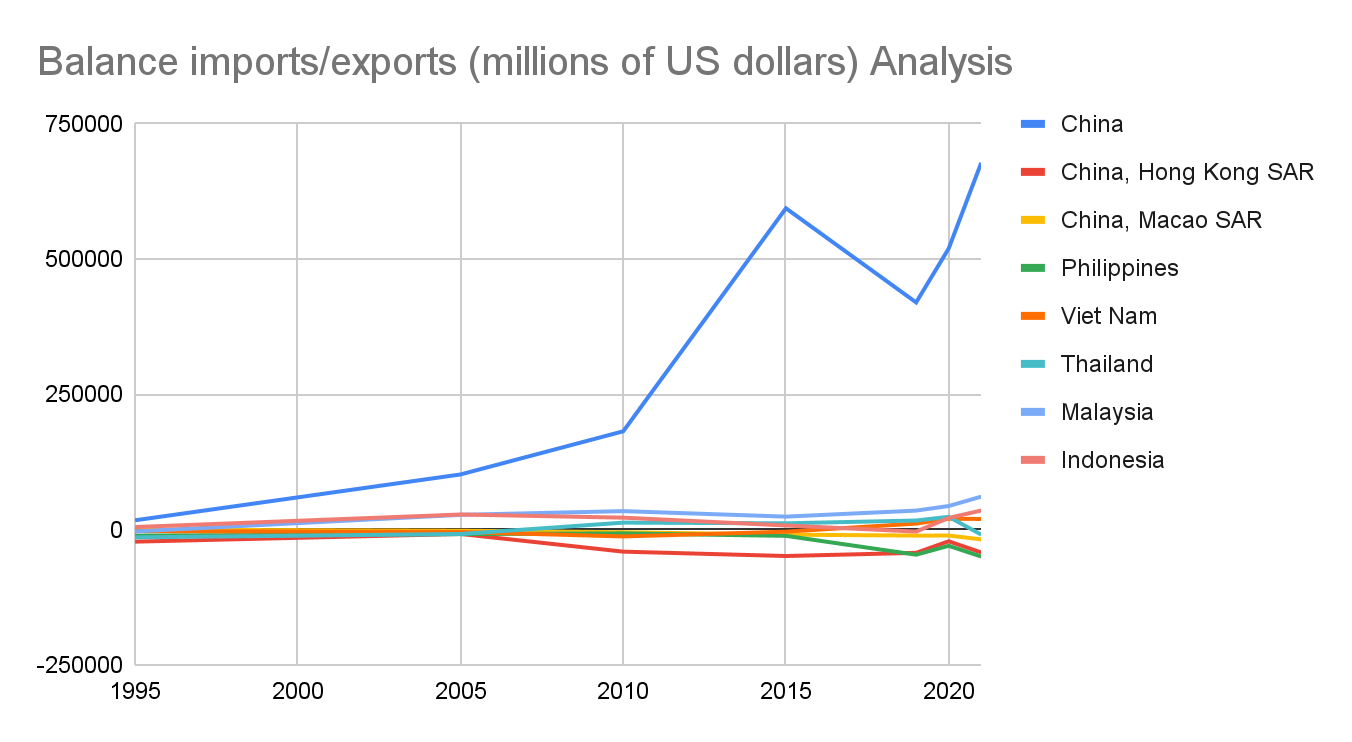 Balance imports/exports (millions of US dollars) Analysis
750000
500000
250000
0
-250000
1995 2000 2005 2010 2015 2020
China
China, Hong Kong SAR
China, Macao SAR
Philippines
Viet Nam
Thailand
Malaysia
Indonesia